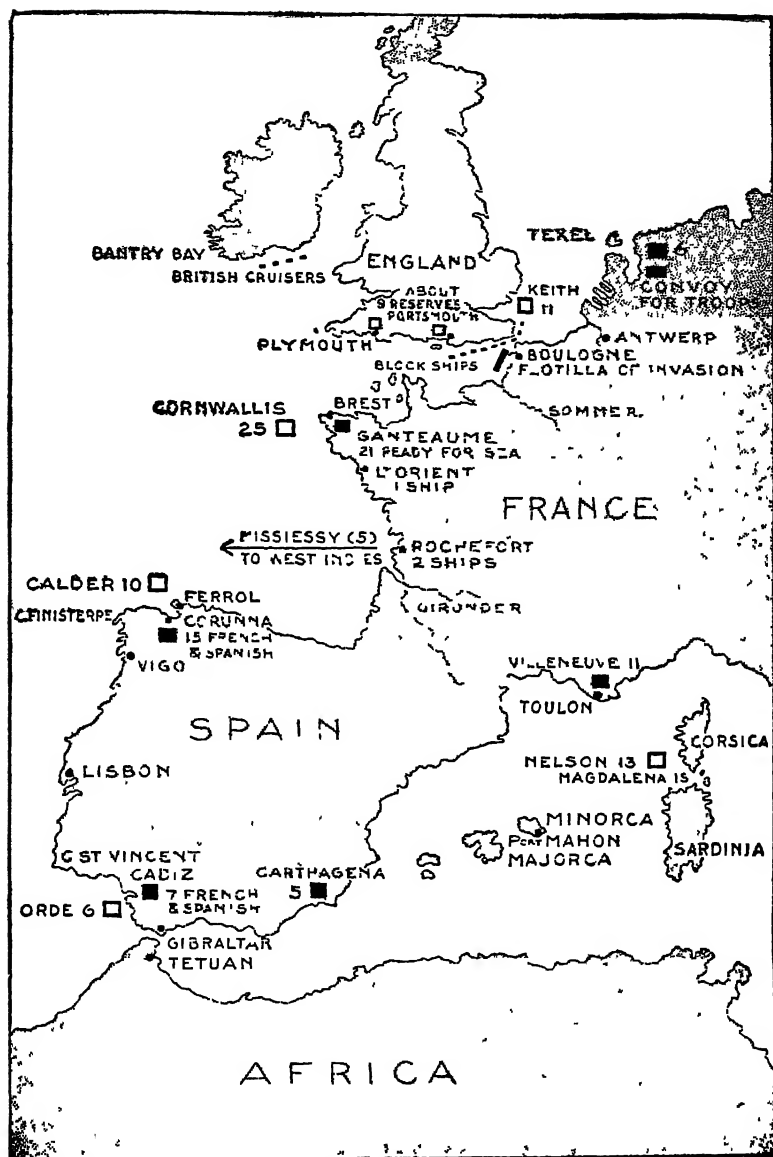 BANTRY BAY
BRITISH CRUISERS
ENGLAND
TEXEL
CONVOY
FOR TROOPS
ABOUT
9 RESERVES
PORTSMOUTH
KEITH
11
PLYMOUTH
BLOCK SHIPS
ANTWERP
BOULOGNE
FLOTILLA OF INVASION
SOMMER
CORNWALLIS
25
BREST
GANTEAUME
21 READY FOR SEA
L'ORIENT
1 SHIP
FRANCE
MISSIESSY (5)
TO WEST INDIES
ROCHEFORT
2 SHIPS
GIRONDER
CALDER 10
FERROL
C. FINISTERRE
CORUNNA
15 FRENCH
& SPANISH
VIGO
VILLENEUVE 11
TOULON
SPAIN
CORSICA
NELSON 13
MAGDALENA IS
LISBON
MINORCA
PORT MAHON
MAJORCA
SARDINIA
C ST VINCENT
CADIZ
7 FRENCH
& SPANISH
CARTHAGENA
5
ORDE 6
GIBRALTAR
TETUAN
AFRICA